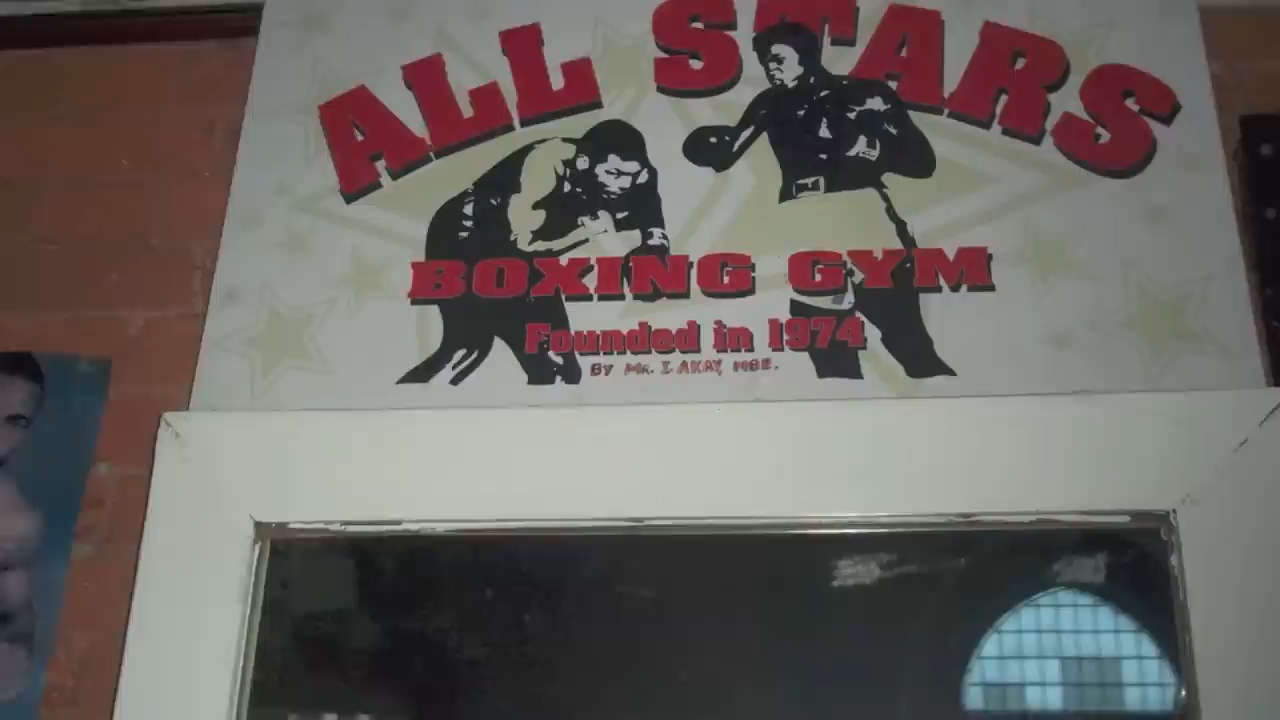 ALL STARS
BOXING GYM
Founded in 1974
BY MR. I AKAY, MBE.